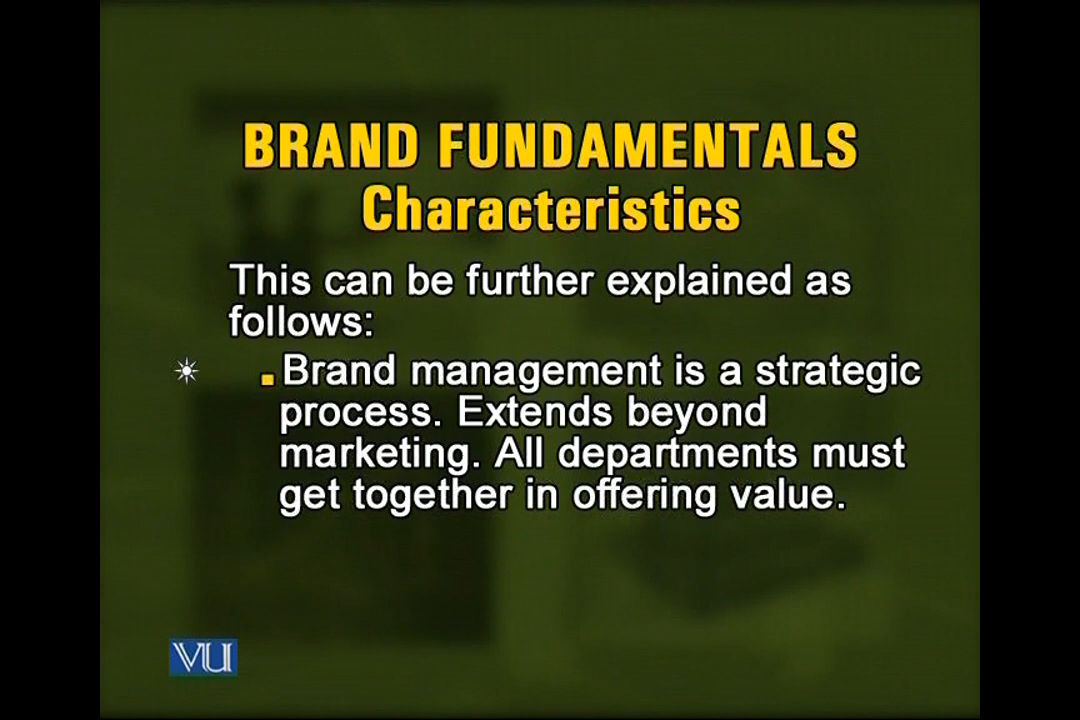 BRAND FUNDAMENTALS
Characteristics
This can be further explained as
follows:
Brand management is a strategic
process. Extends beyond
marketing. All departments must
get together in offering value.
VU